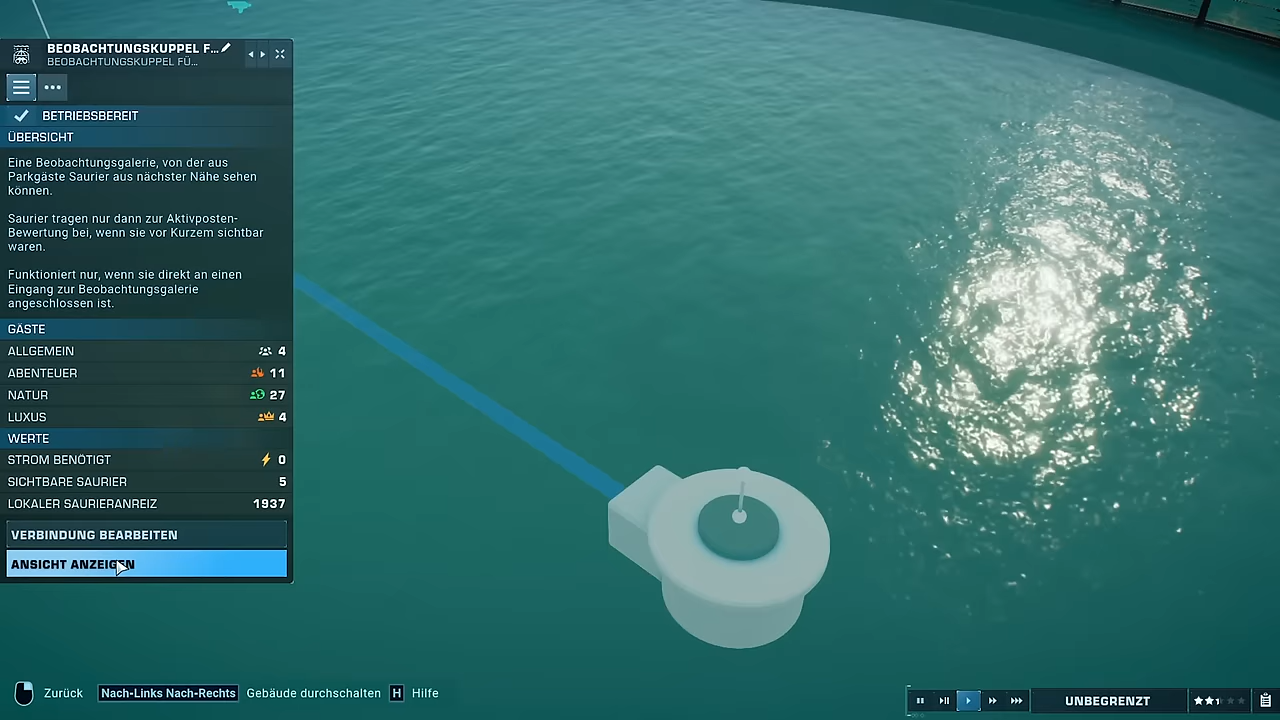 BEOBACHTUNGSKUPPEL F...
BEOBACHTUNGSKUPPEL FÜ...
BETRIEBSBEREIT
ÜBERSICHT
Eine Beobachtungsgalerie, von der aus
Parkgäste Saurier aus nächster Nähe sehen
können.
Saurier tragen nur dann zur Aktivposten-
Bewertung bei, wenn sie vor Kurzem sichtbar
waren.
Funktioniert nur, wenn sie direkt an einen
Eingang zur Beobachtungsgalerie
angeschlossen ist.
GÄSTE
ALLGEMEIN 4
ABENTEUER 11
NATUR 27
LUXUS 4
WERTE
STROM BENÖTIGT 0
SICHTBARE SAURIER 5
LOKALER SAURIERANREIZ 1937
VERBINDUNG BEARBEITEN
ANSICHT ANZEIGEN
Zurück Nach-Links Nach-Rechts Gebäude durchschalten H Hilfe
UNBEGRENZT